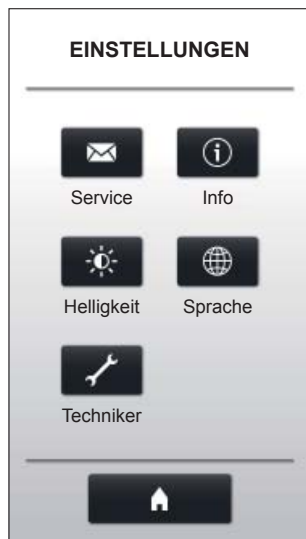 EINSTELLUNGEN
Service Info
Helligkeit Sprache
Techniker